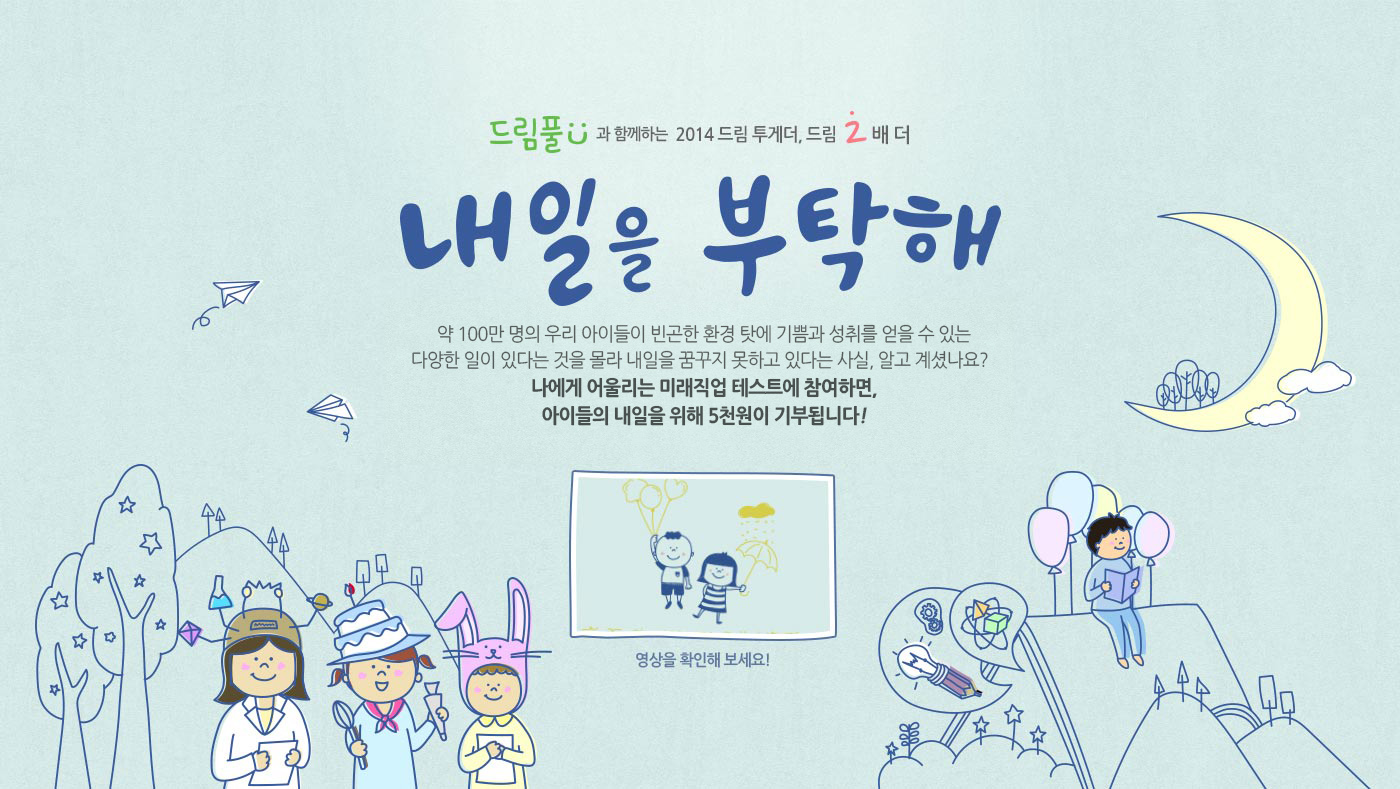 드림풀 과 함께하는 2014 드림 투게더, 드림 2 배 더
내일을 부탁해
약 100만 명의 우리 아이들이 빈곤한 환경 탓에 기쁨과 성취를 얻을 수 있는
다양한 일이 있다는 것을 몰라 내일을 꿈꾸지 못하고 있다는 사실, 알고 계셨나요?
나에게 어울리는 미래직업 테스트에 참여하면,
아이들의 내일을 위해 5천원이 기부됩니다!
영상을 확인해 보세요!